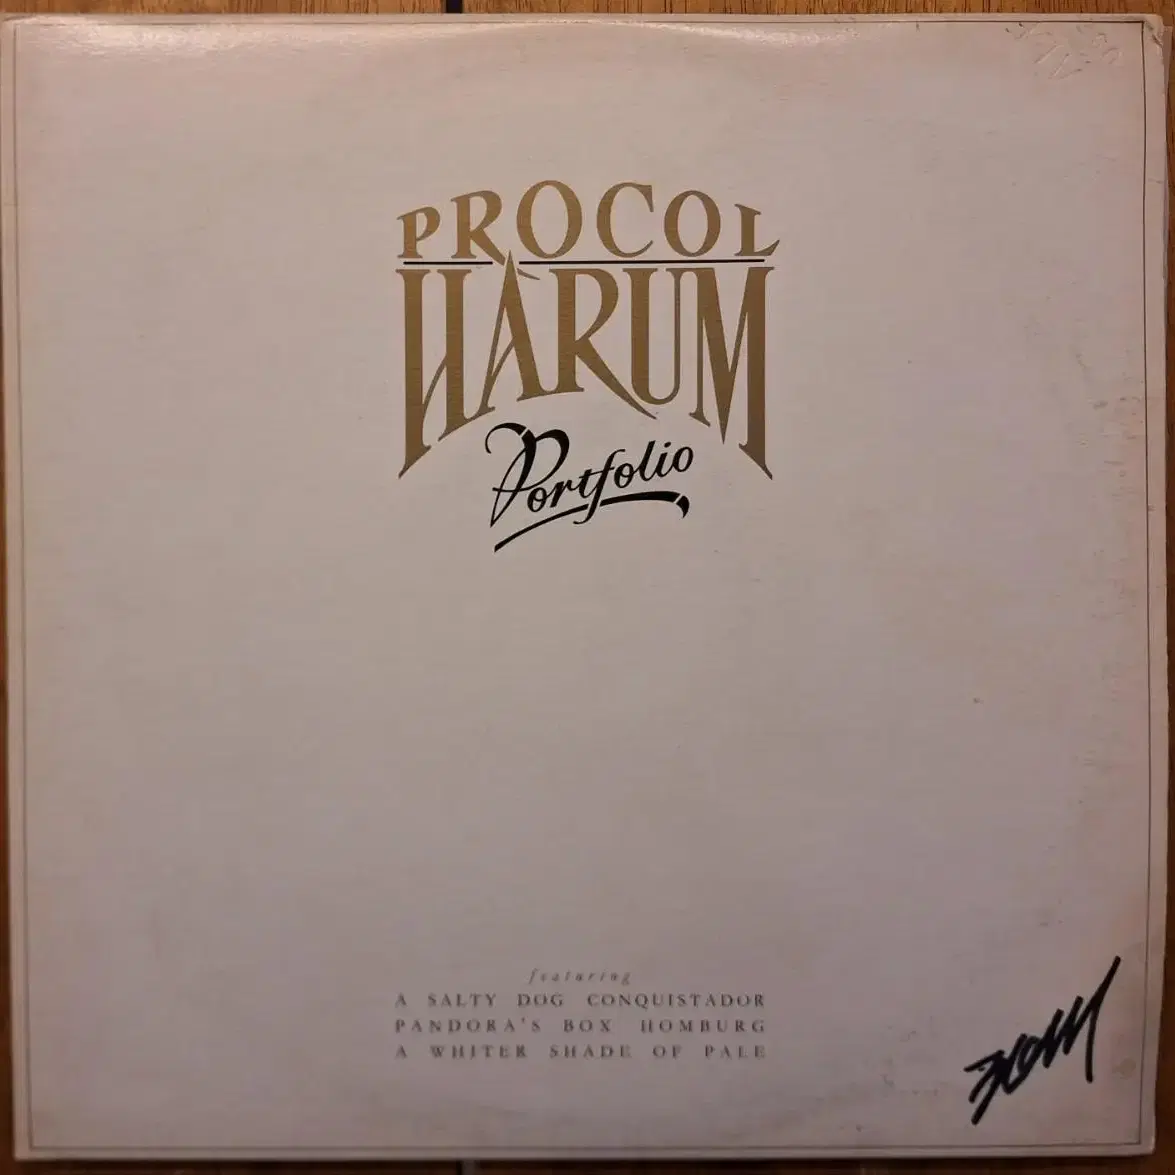 PROCOL
HARUM
Portfolio
featuring
A SALTY DOG CONQUISTADOR
PANDORA'S BOX HOMBURG
A WHITER SHADE OF PALE